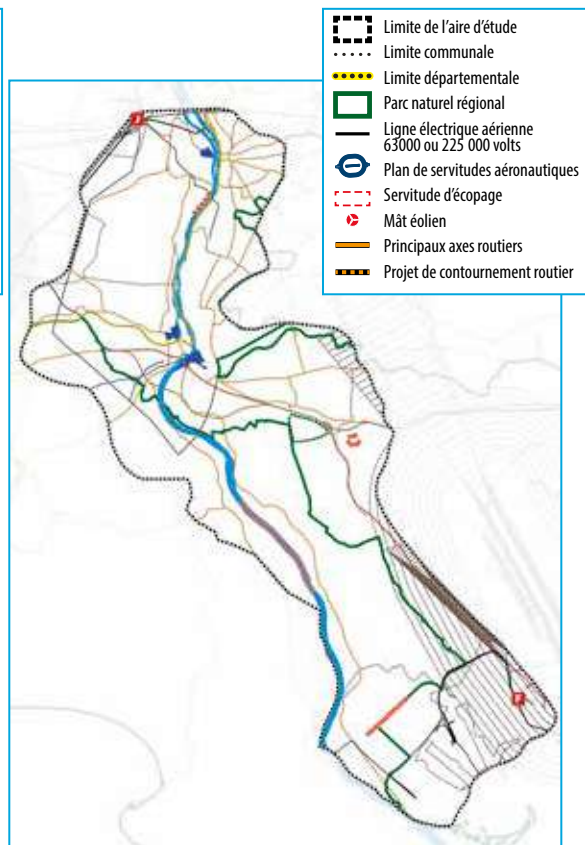 Limite de l'aire d'étude
Limite communale
Limite départementale
Parc naturel régional
Ligne électrique aérienne
63000 ou 225 000 volts
Plan de servitudes aéronautiques
Servitude d'écopage
Mât éolien
Principaux axes routiers
Projet de contournement routier